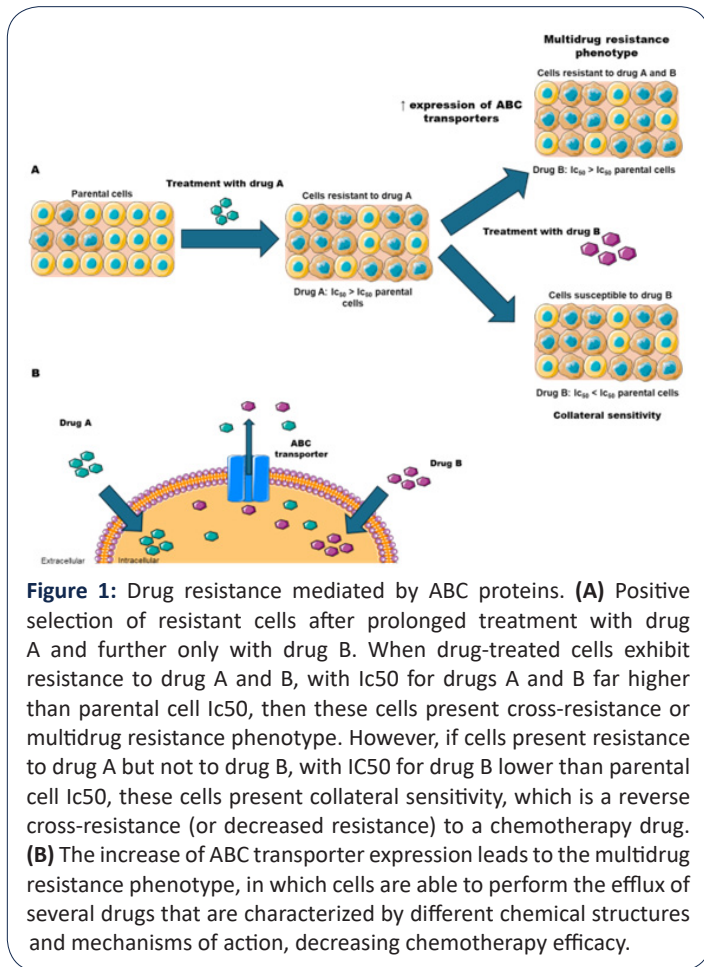 Multidrug resistance
phenotype
Cells resistant to drug A and B
↑ expression of ABC
transporters
Drug B: Ic₅₀ > Ic₅₀ parental cells
A
Parental cells
Treatment with drug A
Cells resistant to drug A
Drug A: Ic₅₀ > Ic₅₀ parental
cells
Treatment with drug B
Cells susceptible to drug B
Drug B: Ic₅₀ < Ic₅₀ parental cells
Collateral sensitivity
B
Drug A
ABC
transporter
Drug B
Extracellular
Intracellular
Figure 1: Drug resistance mediated by ABC proteins. (A) Positive
selection of resistant cells after prolonged treatment with drug
A and further only with drug B. When drug-treated cells exhibit
resistance to drug A and B, with Ic50 for drugs A and B far higher
than parental cell Ic50, then these cells present cross-resistance or
multidrug resistance phenotype. However, if cells present resistance
to drug A but not to drug B, with IC50 for drug B lower than parental
cell Ic50, these cells present collateral sensitivity, which is a reverse
cross-resistance (or decreased resistance) to a chemotherapy drug.
(B) The increase of ABC transporter expression leads to the multidrug
resistance phenotype, in which cells are able to perform the efflux of
several drugs that are characterized by different chemical structures
and mechanisms of action, decreasing chemotherapy efficacy.